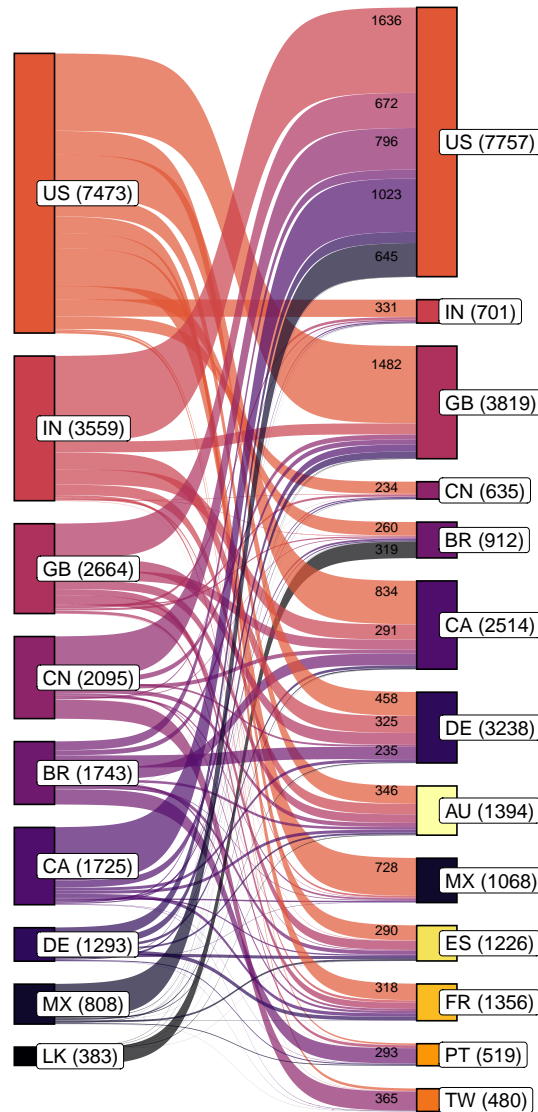 US (7473)
IN (3559)
GB (2664)
CN (2095)
BR (1743)
CA (1725)
DE (1293)
MX (808)
LK (383)
1636
672
796
1023
645
331
1482
234
260
319
834
291
458
325
235
346
728
290
318
293
365
US (7757)
IN (701)
GB (3819)
CN (635)
BR (912)
CA (2514)
DE (3238)
AU (1394)
MX (1068)
ES (1226)
FR (1356)
PT (519)
TW (480)